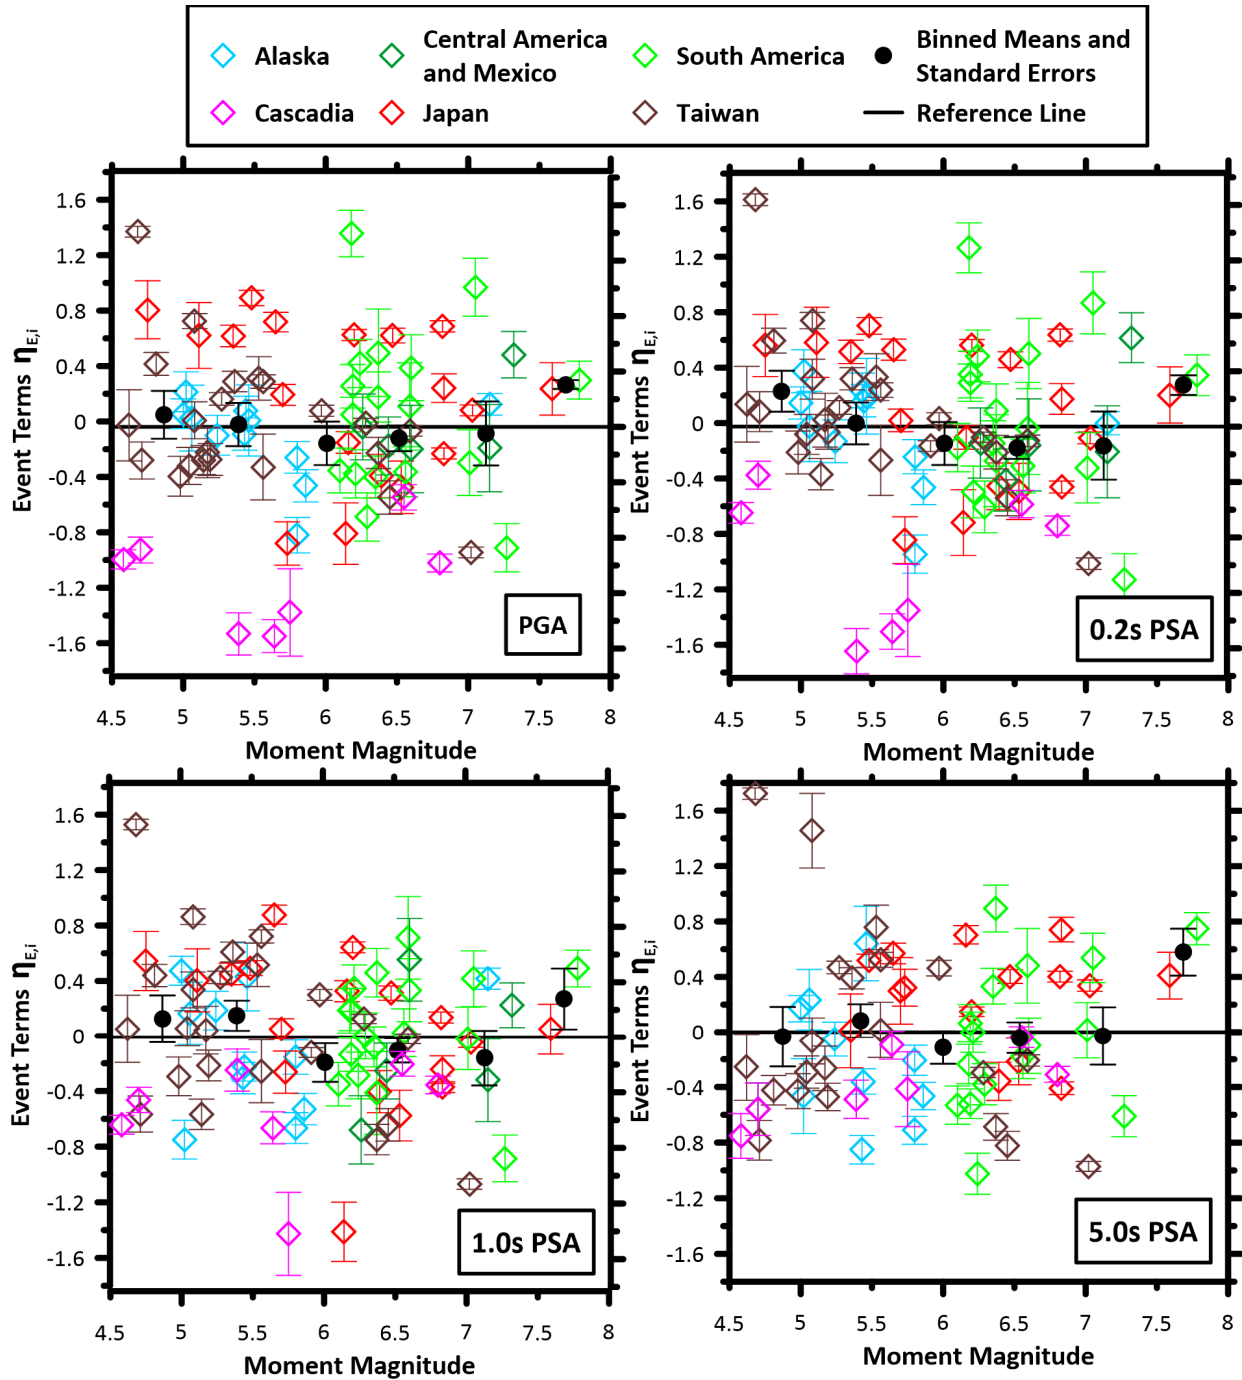 Alaska
Central America
and Mexico
South America
Binned Means and
Standard Errors
Cascadia
Japan
Taiwan
Reference Line
Event Terms ηE,i
1.6
1.2
0.8
0.4
0
-0.4
-0.8
-1.2
-1.6
PGA
4.5 5 5.5 6 6.5 7 7.5 8
Moment Magnitude
Event Terms ηE,i
1.6
1.2
0.8
0.4
0
-0.4
-0.8
-1.2
-1.6
0.2s PSA
4.5 5 5.5 6 6.5 7 7.5 8
Moment Magnitude
Event Terms ηE,i
1.6
1.2
0.8
0.4
0
-0.4
-0.8
-1.2
-1.6
1.0s PSA
4.5 5 5.5 6 6.5 7 7.5 8
Moment Magnitude
Event Terms ηE,i
1.6
1.2
0.8
0.4
0
-0.4
-0.8
-1.2
-1.6
5.0s PSA
4.5 5 5.5 6 6.5 7 7.5 8
Moment Magnitude